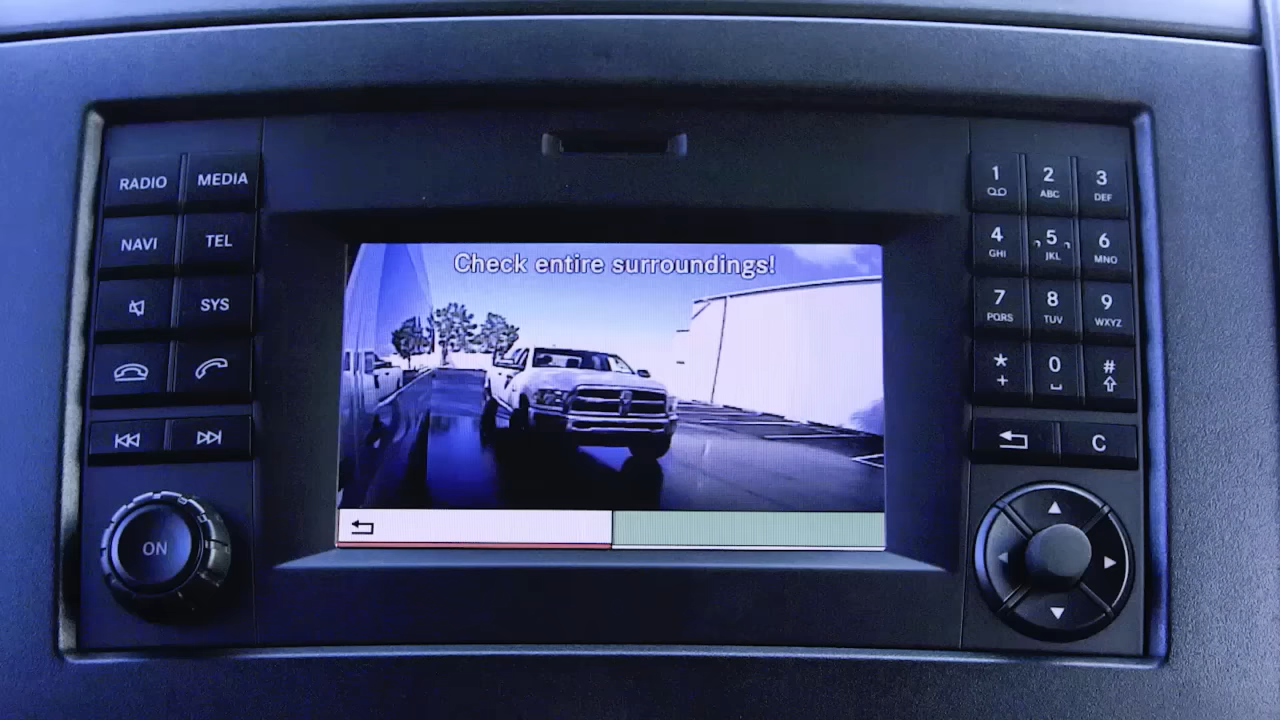 Check entire surroundings!
RADIO MEDIA
NAVI TEL
SYS
ON
1 2 ABC 3 DEF
4 GHI 5 JKL 6 MNO
7 PQRS 8 TUV 9 WXYZ
* + 0 #
C